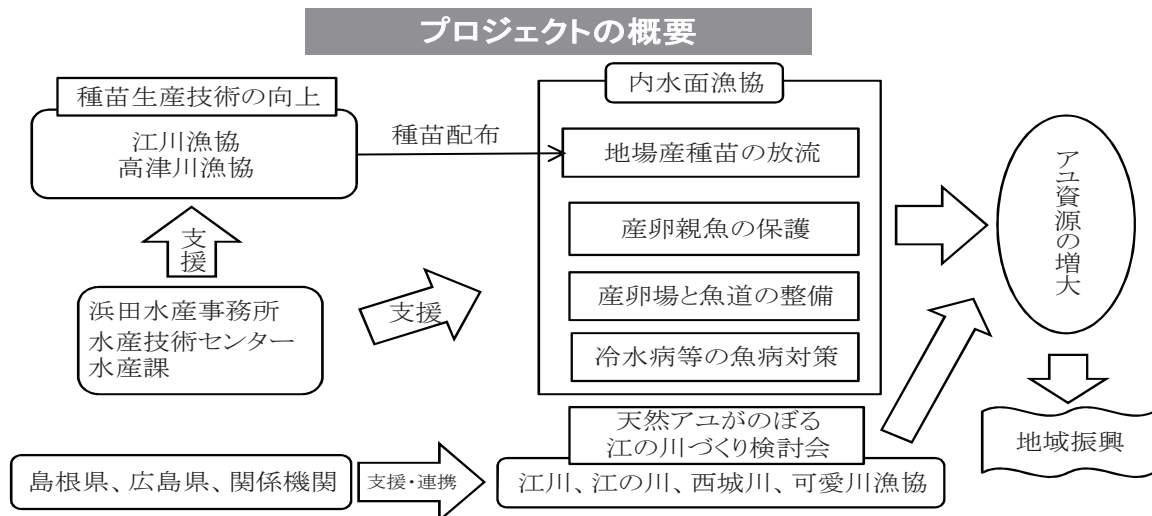 プロジェクトの概要
種苗生産技術の向上
江川漁協
高津川漁協
種苗配布
内水面漁協
地場産種苗の放流
産卵親魚の保護
産卵場と魚道の整備
冷水病等の魚病対策
アユ資源の増大
支援
浜田水産事務所
水産技術センター
水産課
支援
天然アユがのぼる
江の川づくり検討会
江川、江の川、西城川、可愛川漁協
島根県、広島県、関係機関
支援・連携
地域振興